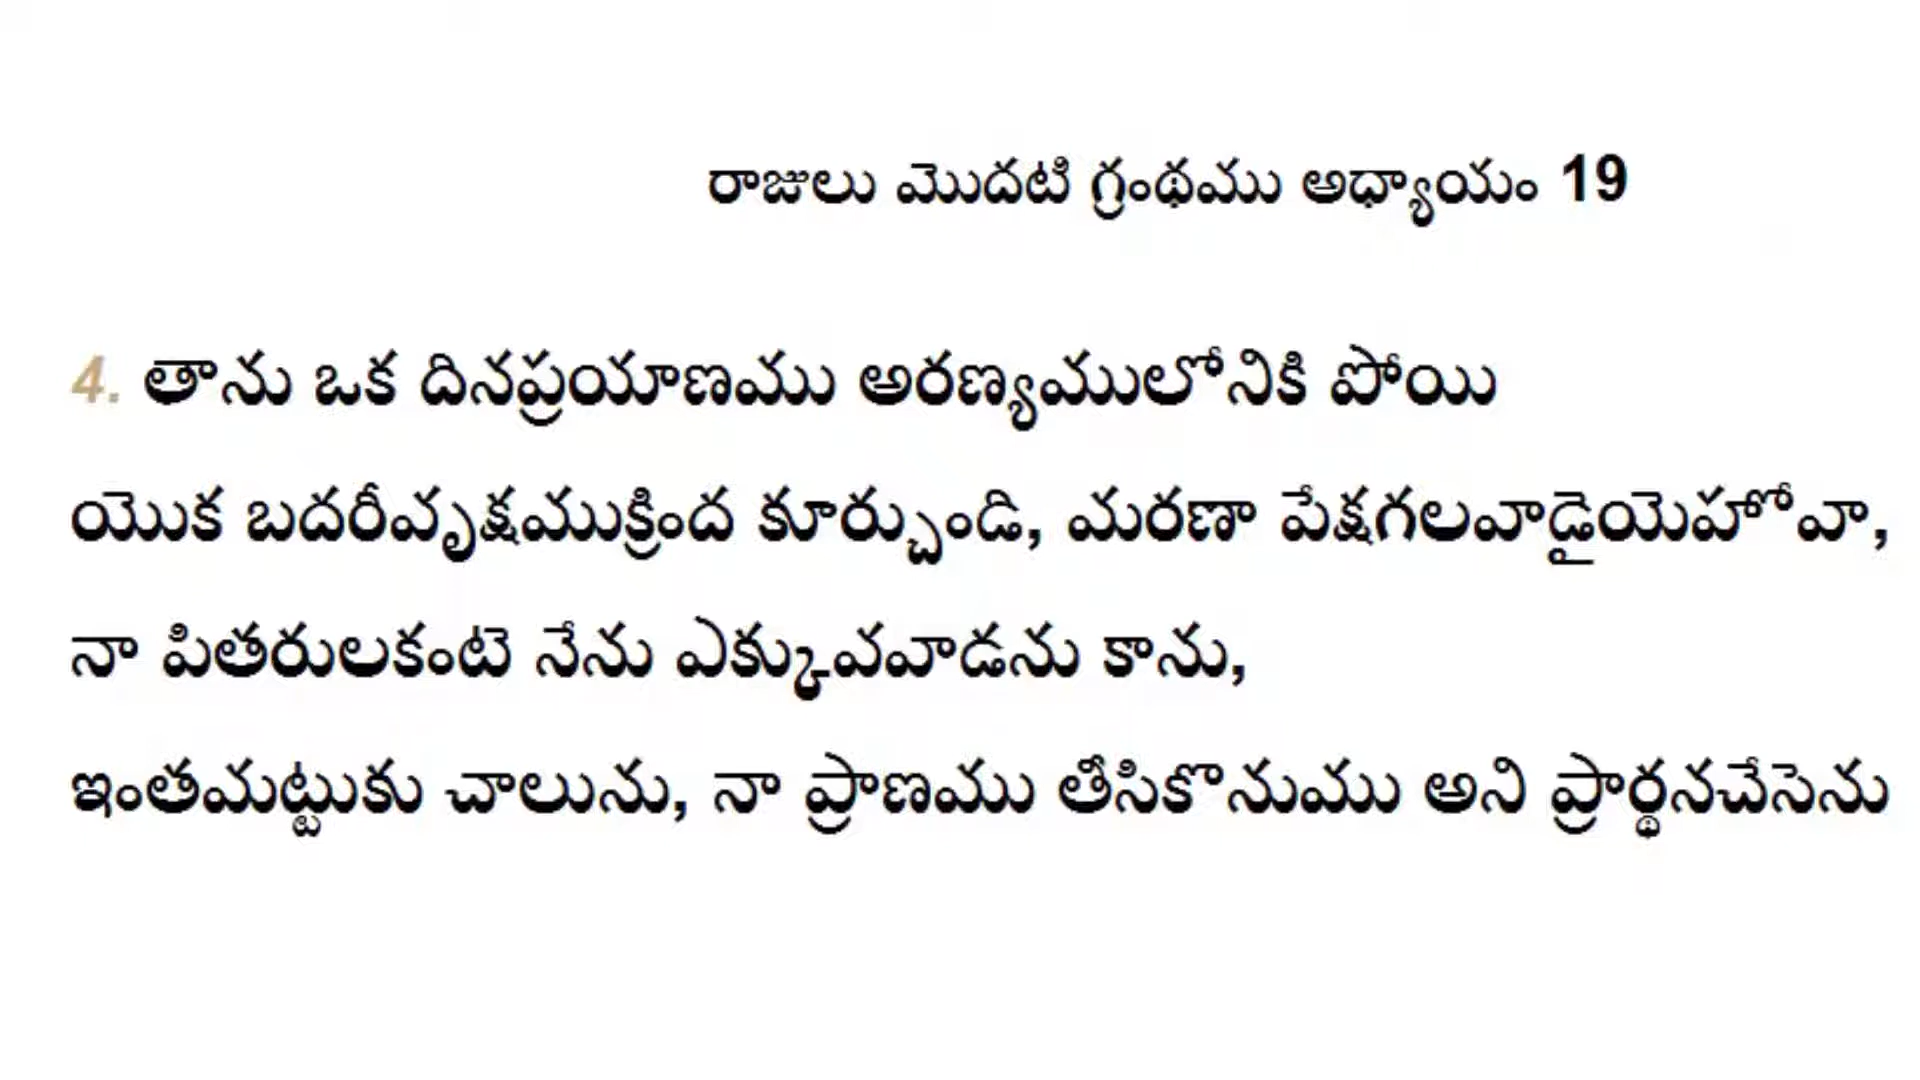 రాజులు మొదటి గ్రంథము అధ్యాయం 19
4. తాను ఒక దినప్రయాణము అరణ్యములోనికి పోయి
యొక బదరీవృక్షముక్రింద కూర్చుండి, మరణా పేక్షగలవాడైయెహోవా,
నా పితరులకంటె నేను ఎక్కువవాడను కాను,
ఇంతమట్టుకు చాలును, నా ప్రాణము తీసికొనుము అని ప్రార్థనచేసెను